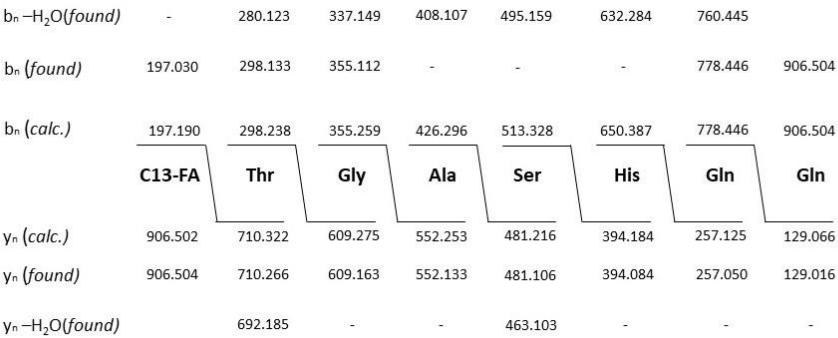 bₙ –H₂O(found) - 280.123 337.149 408.107 495.159 632.284 760.445
bₙ (found) 197.030 298.133 355.112 - - - 778.446 906.504
bₙ (calc.) 197.190 298.238 355.259 426.296 513.328 650.387 778.446 906.504
C13-FA Thr Gly Ala Ser His Gln Gln
yₙ (calc.) 906.502 710.322 609.275 552.253 481.216 394.184 257.125 129.066
yₙ (found) 906.504 710.266 609.163 552.133 481.106 394.084 257.050 129.016
yₙ –H₂O(found) 692.185 - - 463.103 - - -